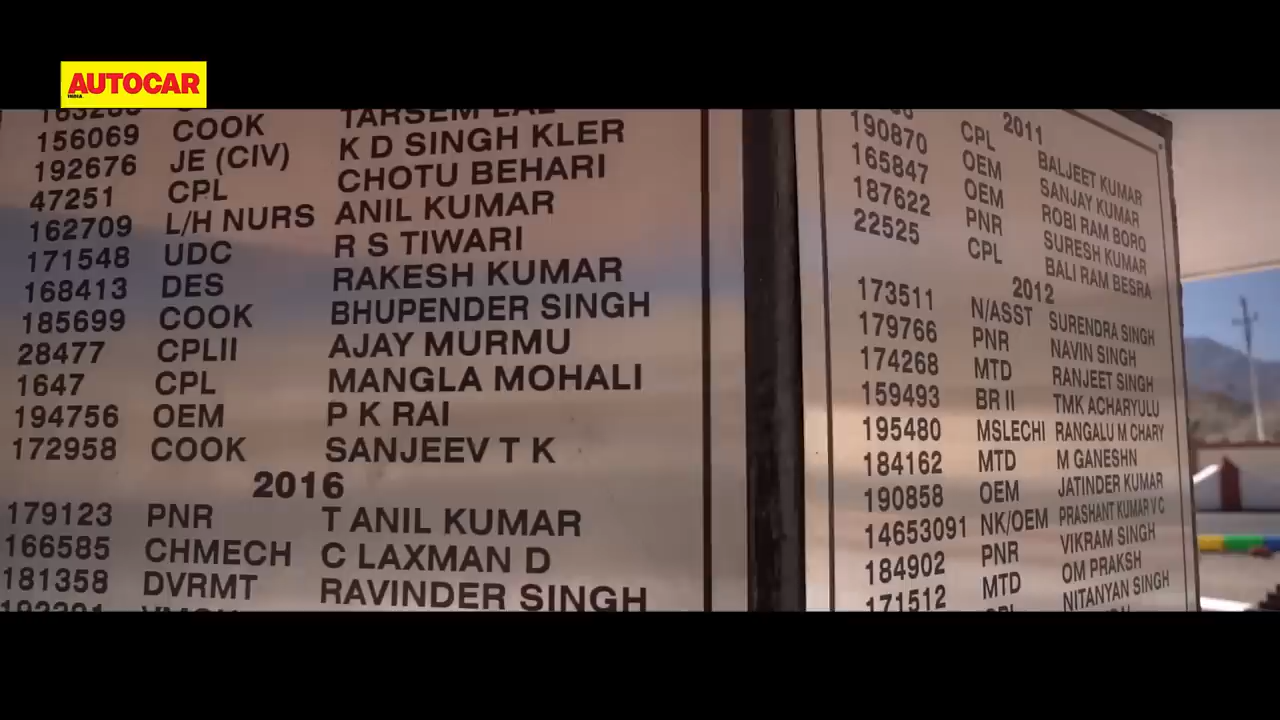 AUTOCAR
INDIA
156069 COOK TARSEM LAL
192676 JE (CIV) K D SINGH KLER
47251 CPL CHOTU BEHARI
162709 L/H NURS ANIL KUMAR
171548 UDC R S TIWARI
168413 DES RAKESH KUMAR
185699 COOK BHUPENDER SINGH
28477 CPLII AJAY MURMU
1647 CPL MANGLA MOHALI
194756 OEM P K RAI
172958 COOK SANJEEV T K
2016
179123 PNR T ANIL KUMAR
166585 CHMECH C LAXMAN D
181358 DVRMT RAVINDER SINGH
2011
CPL BALJEET KUMAR
190870 OEM SANJAY KUMAR
165847 OEM ROBI RAM BORO
187622 PNR SURESH KUMAR
22525 CPL BALI RAM BESRA
2012
173511 N/ASST SURENDRA SINGH
179766 PNR NAVIN SINGH
174268 MTD RANJEET SINGH
159493 BR II TMK ACHARYULU
195480 MSLECHI RANGALU M CHARY
184162 MTD M GANESHN
190858 OEM JATINDER KUMAR
14653091 NK/OEM PRASHANT KUMAR V C
184902 PNR VIKRAM SINGH
171512 MTD OM PRAKSH
NITANYAN SINGH